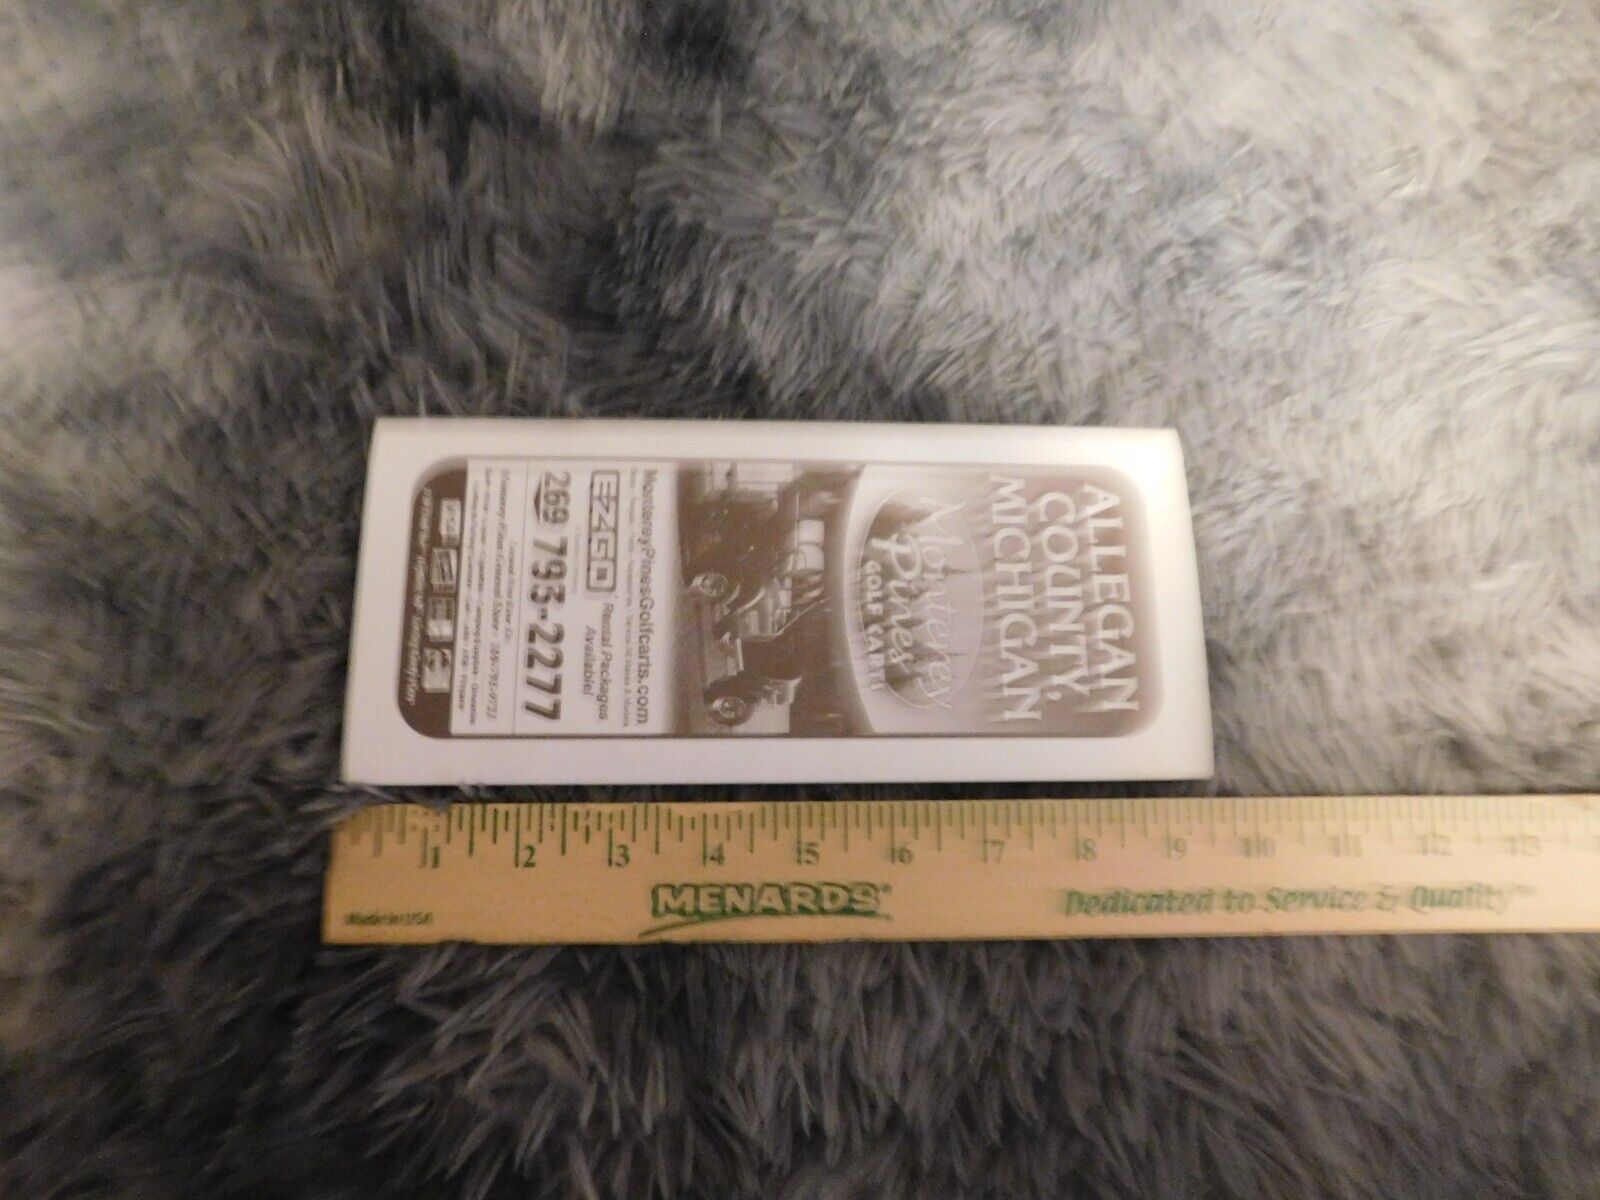 ALLEGAN
COUNTY,
MICHIGAN
Monterey
Pines
GOLF CARTS
MontereyPinesGolfcarts.com
EZGO
Rental Packages
Available!
269 793-2277
1 2 3 4 5 6 7 8 9 10 11 12 13
MENARDS®
Dedicated to Service & Quality™
Made in USA